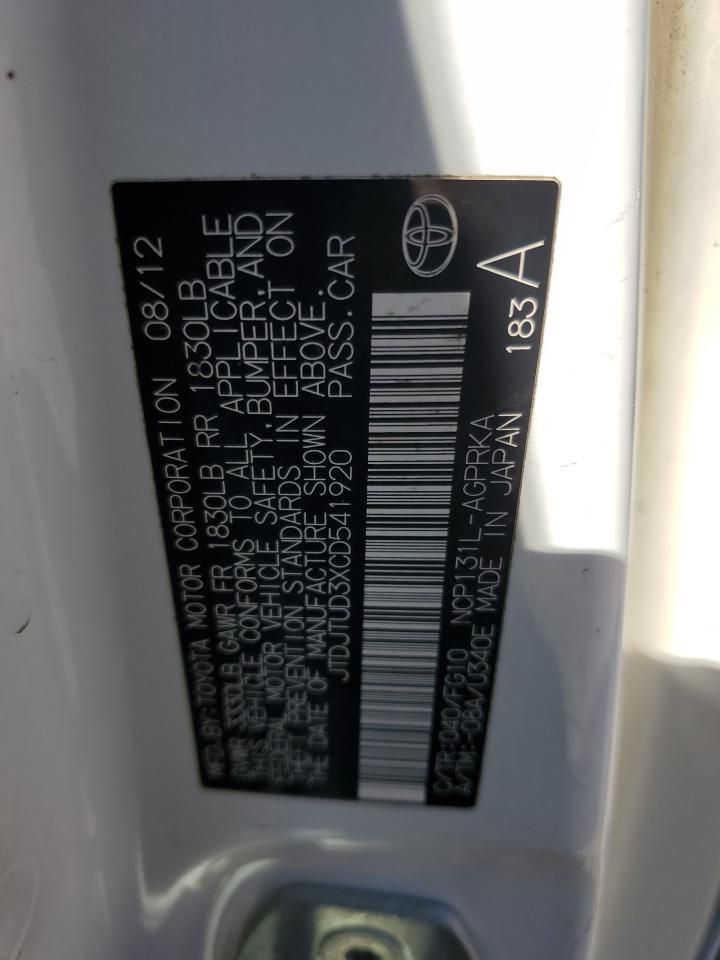 MFD.BY:TOYOTA MOTOR CORPORATION 08/12
GVWR 3330LB GAWR FR 1830LB RR 1830LB
THIS VEHICLE CONFORMS TO ALL APPLICABLE
FEDERAL MOTOR VEHICLE SAFETY,BUMPER,AND
THEFT PREVENTION STANDARDS IN EFFECT ON
THE DATE OF MANUFACTURE SHOWN ABOVE.
JTDJTUD3XCD541920 PASS.CAR
C/TR:040/FG10 NCP131L-AGPRKA
A/TM:-08A/U340E MADE IN JAPAN 183 A